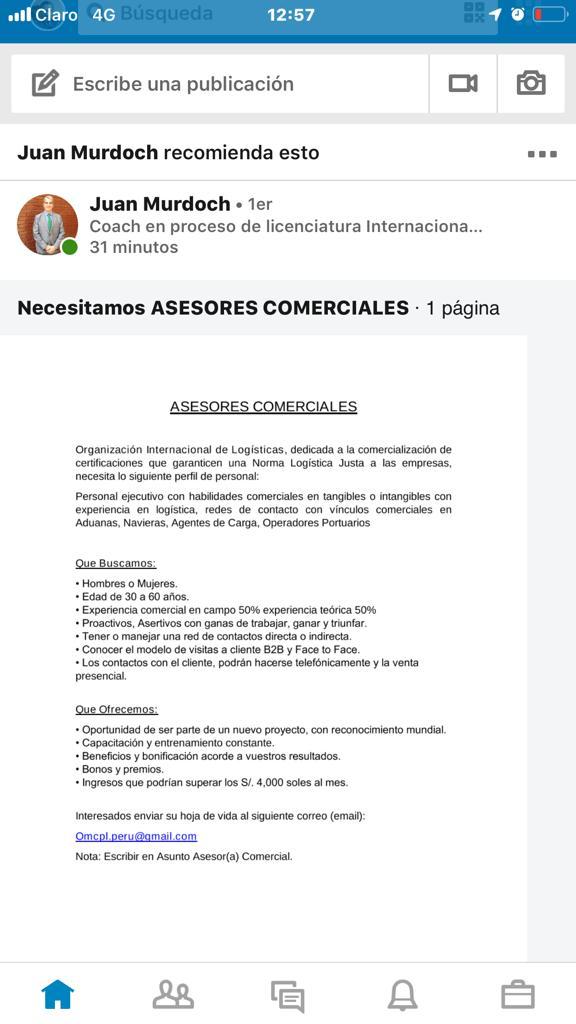 Claro 4G 12:57
Búsqueda
Escribe una publicación
Juan Murdoch recomienda esto
Juan Murdoch • 1er
Coach en proceso de licenciatura Internaciona...
31 minutos
Necesitamos ASESORES COMERCIALES · 1 página
ASESORES COMERCIALES
Organización Internacional de Logísticas, dedicada a la comercialización de
certificaciones que garanticen una Norma Logística Justa a las empresas,
necesita lo siguiente perfil de personal:
Personal ejecutivo con habilidades comerciales en tangibles o intangibles con
experiencia en logística, redes de contacto con vínculos comerciales en
Aduanas, Navieras, Agentes de Carga, Operadores Portuarios
Que Buscamos:
• Hombres o Mujeres.
• Edad de 30 a 60 años.
• Experiencia comercial en campo 50% experiencia teórica 50%
• Proactivos, Asertivos con ganas de trabajar, ganar y triunfar.
• Tener o manejar una red de contactos directa o indirecta.
• Conocer el modelo de visitas a cliente B2B y Face to Face.
• Los contactos con el cliente, podrán hacerse telefónicamente y la venta
presencial.
Que Ofrecemos:
• Oportunidad de ser parte de un nuevo proyecto, con reconocimiento mundial.
• Capacitación y entrenamiento constante.
• Beneficios y bonificación acorde a vuestros resultados.
• Bonos y premios.
• Ingresos que podrían superar los S/. 4,000 soles al mes.
Interesados enviar su hoja de vida al siguiente correo (email):
Omcpl.peru@gmail.com
Nota: Escribir en Asunto Asesor(a) Comercial.